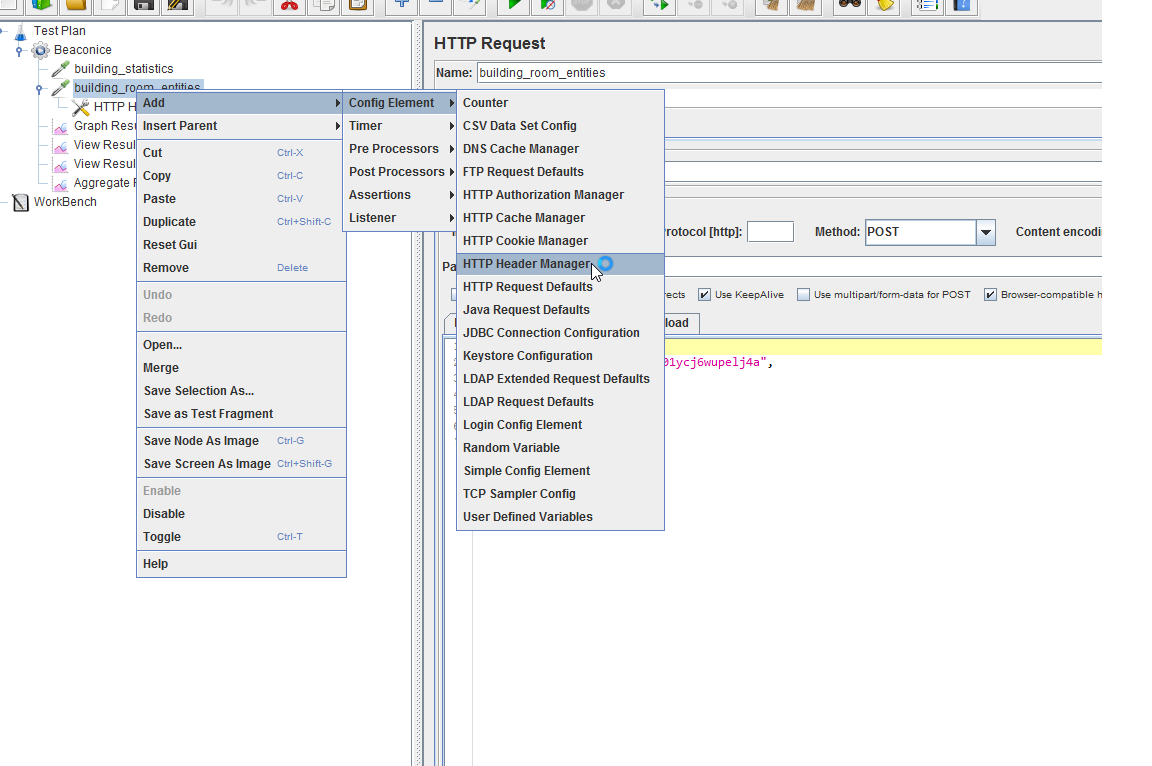 Test Plan
Beaconice
building_statistics
building_room_entities
HTTP H
Graph Resu
View Resul
View Resul
Aggregate R
WorkBench
Add
Insert Parent
Cut Ctrl-X
Copy Ctrl-C
Paste Ctrl-V
Duplicate Ctrl+Shift-C
Reset Gui
Remove Delete
Undo
Redo
Open...
Merge
Save Selection As...
Save as Test Fragment
Save Node As Image Ctrl-G
Save Screen As Image Ctrl+Shift-G
Enable
Disable
Toggle Ctrl-T
Help
Config Element
Timer
Pre Processors
Post Processors
Assertions
Listener
Counter
CSV Data Set Config
DNS Cache Manager
FTP Request Defaults
HTTP Authorization Manager
HTTP Cache Manager
HTTP Cookie Manager
HTTP Header Manager
HTTP Request Defaults
Java Request Defaults
JDBC Connection Configuration
Keystore Configuration
LDAP Extended Request Defaults
LDAP Request Defaults
Login Config Element
Random Variable
Simple Config Element
TCP Sampler Config
User Defined Variables
HTTP Request
Name: building_room_entities
rotocol [http]: Method: POST Content encodi
Pa
rects Use KeepAlive Use multipart/form-data for POST Browser-compatible h
load
01ycj6wupelj4a",